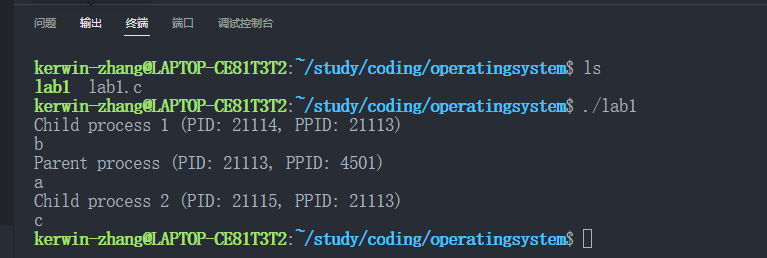 问题 输出 终端 端口 调试控制台
kerwin-zhang@LAPTOP-CE81T3T2:~/study/coding/operatingsystem$ ls
lab1 lab1.c
kerwin-zhang@LAPTOP-CE81T3T2:~/study/coding/operatingsystem$ ./lab1
Child process 1 (PID: 21114, PPID: 21113)
b
Parent process (PID: 21113, PPID: 4501)
a
Child process 2 (PID: 21115, PPID: 21113)
c
kerwin-zhang@LAPTOP-CE81T3T2:~/study/coding/operatingsystem$